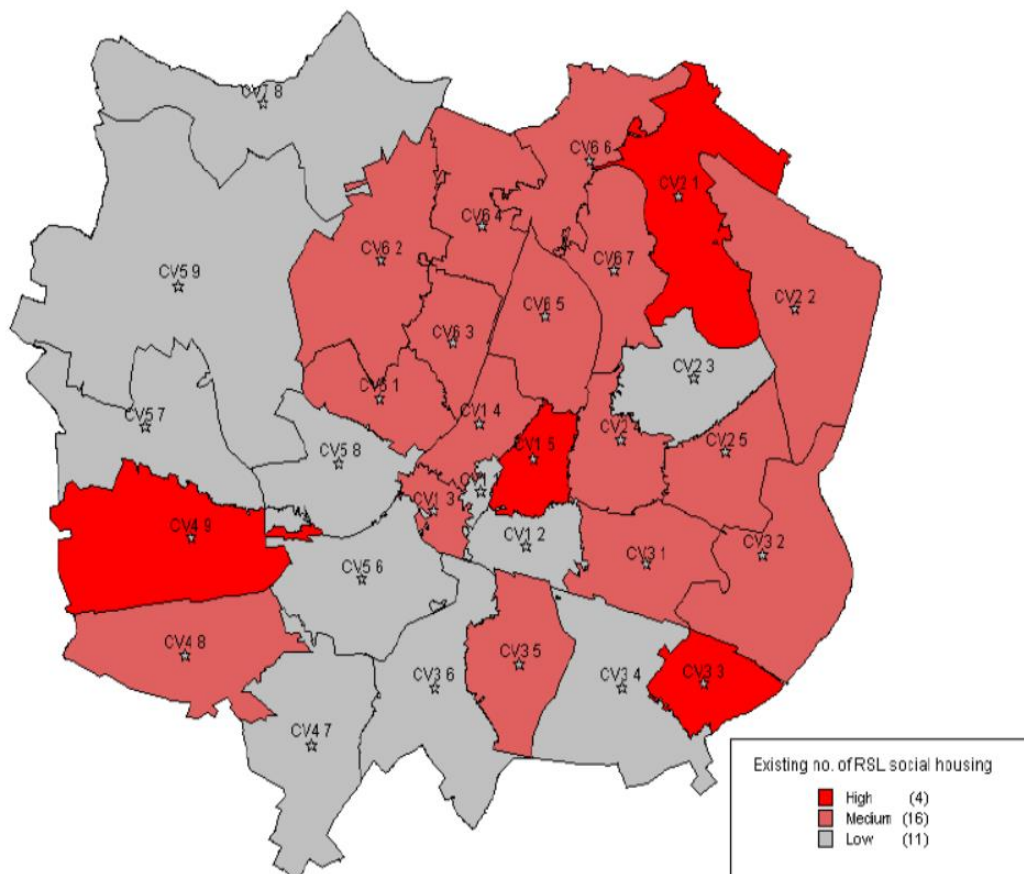 CV7 8
CV6 6
CV2 1
CV6 4
CV6 2
CV6 7
CV5 9
CV2 2
CV6 5
CV6 3
CV2 3
CV5 1
CV1 4
CV5 7
CV2
CV2 5
CV5 8
CV1 5
CV1
CV1 3
CV4 9
CV1 2
CV3 2
CV3 1
CV5 6
CV4 8
CV3 5
CV3 3
CV3 6
CV3 4
CV4 7
Existing no. of RSL social housing
High (4)
Medium (16)
Low (11)